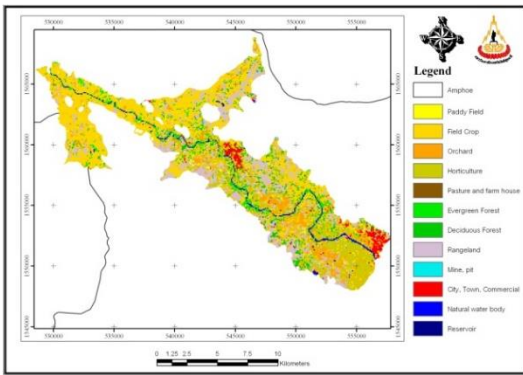 530000 535000 540000 545000 550000 555000
Legend
Amphoe
Paddy Field
Field Crop
Orchard
Horticulture
Pasture and farm house
Evergreen Forest
Deciduous Forest
Rangeland
Mine, pit
City, Town, Commercial
Natural water body
Reservoir
530000 535000 540000 545000 550000 555000
0 1.25 2.5 5 7.5 10
Kilometers